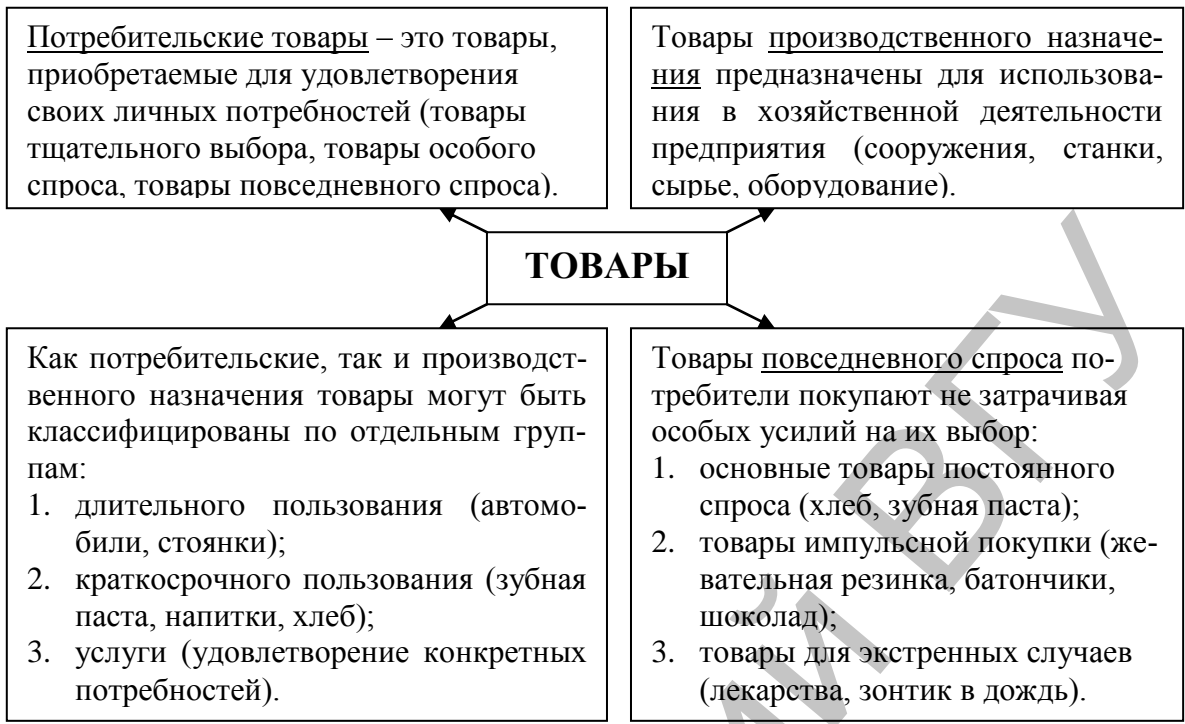 Потребительские товары – это товары,
приобретаемые для удовлетворения
своих личных потребностей (товары
тщательного выбора, товары особого
спроса, товары повседневного спроса).
Товары производственного назначе-
ния предназначены для использова-
ния в хозяйственной деятельности
предприятия (сооружения, станки,
сырье, оборудование).
ТОВАРЫ
Как потребительские, так и производст-
венного назначения товары могут быть
классифицированы по отдельным груп-
пам:
1. длительного пользования (автомо-
били, стоянки);
2. краткосрочного пользования (зубная
паста, напитки, хлеб);
3. услуги (удовлетворение конкретных
потребностей).
Товары повседневного спроса по-
требители покупают не затрачивая
особых усилий на их выбор:
1. основные товары постоянного
спроса (хлеб, зубная паста);
2. товары импульсной покупки (же-
вательная резинка, батончики,
шоколад);
3. товары для экстренных случаев
(лекарства, зонтик в дождь).
ВГУ